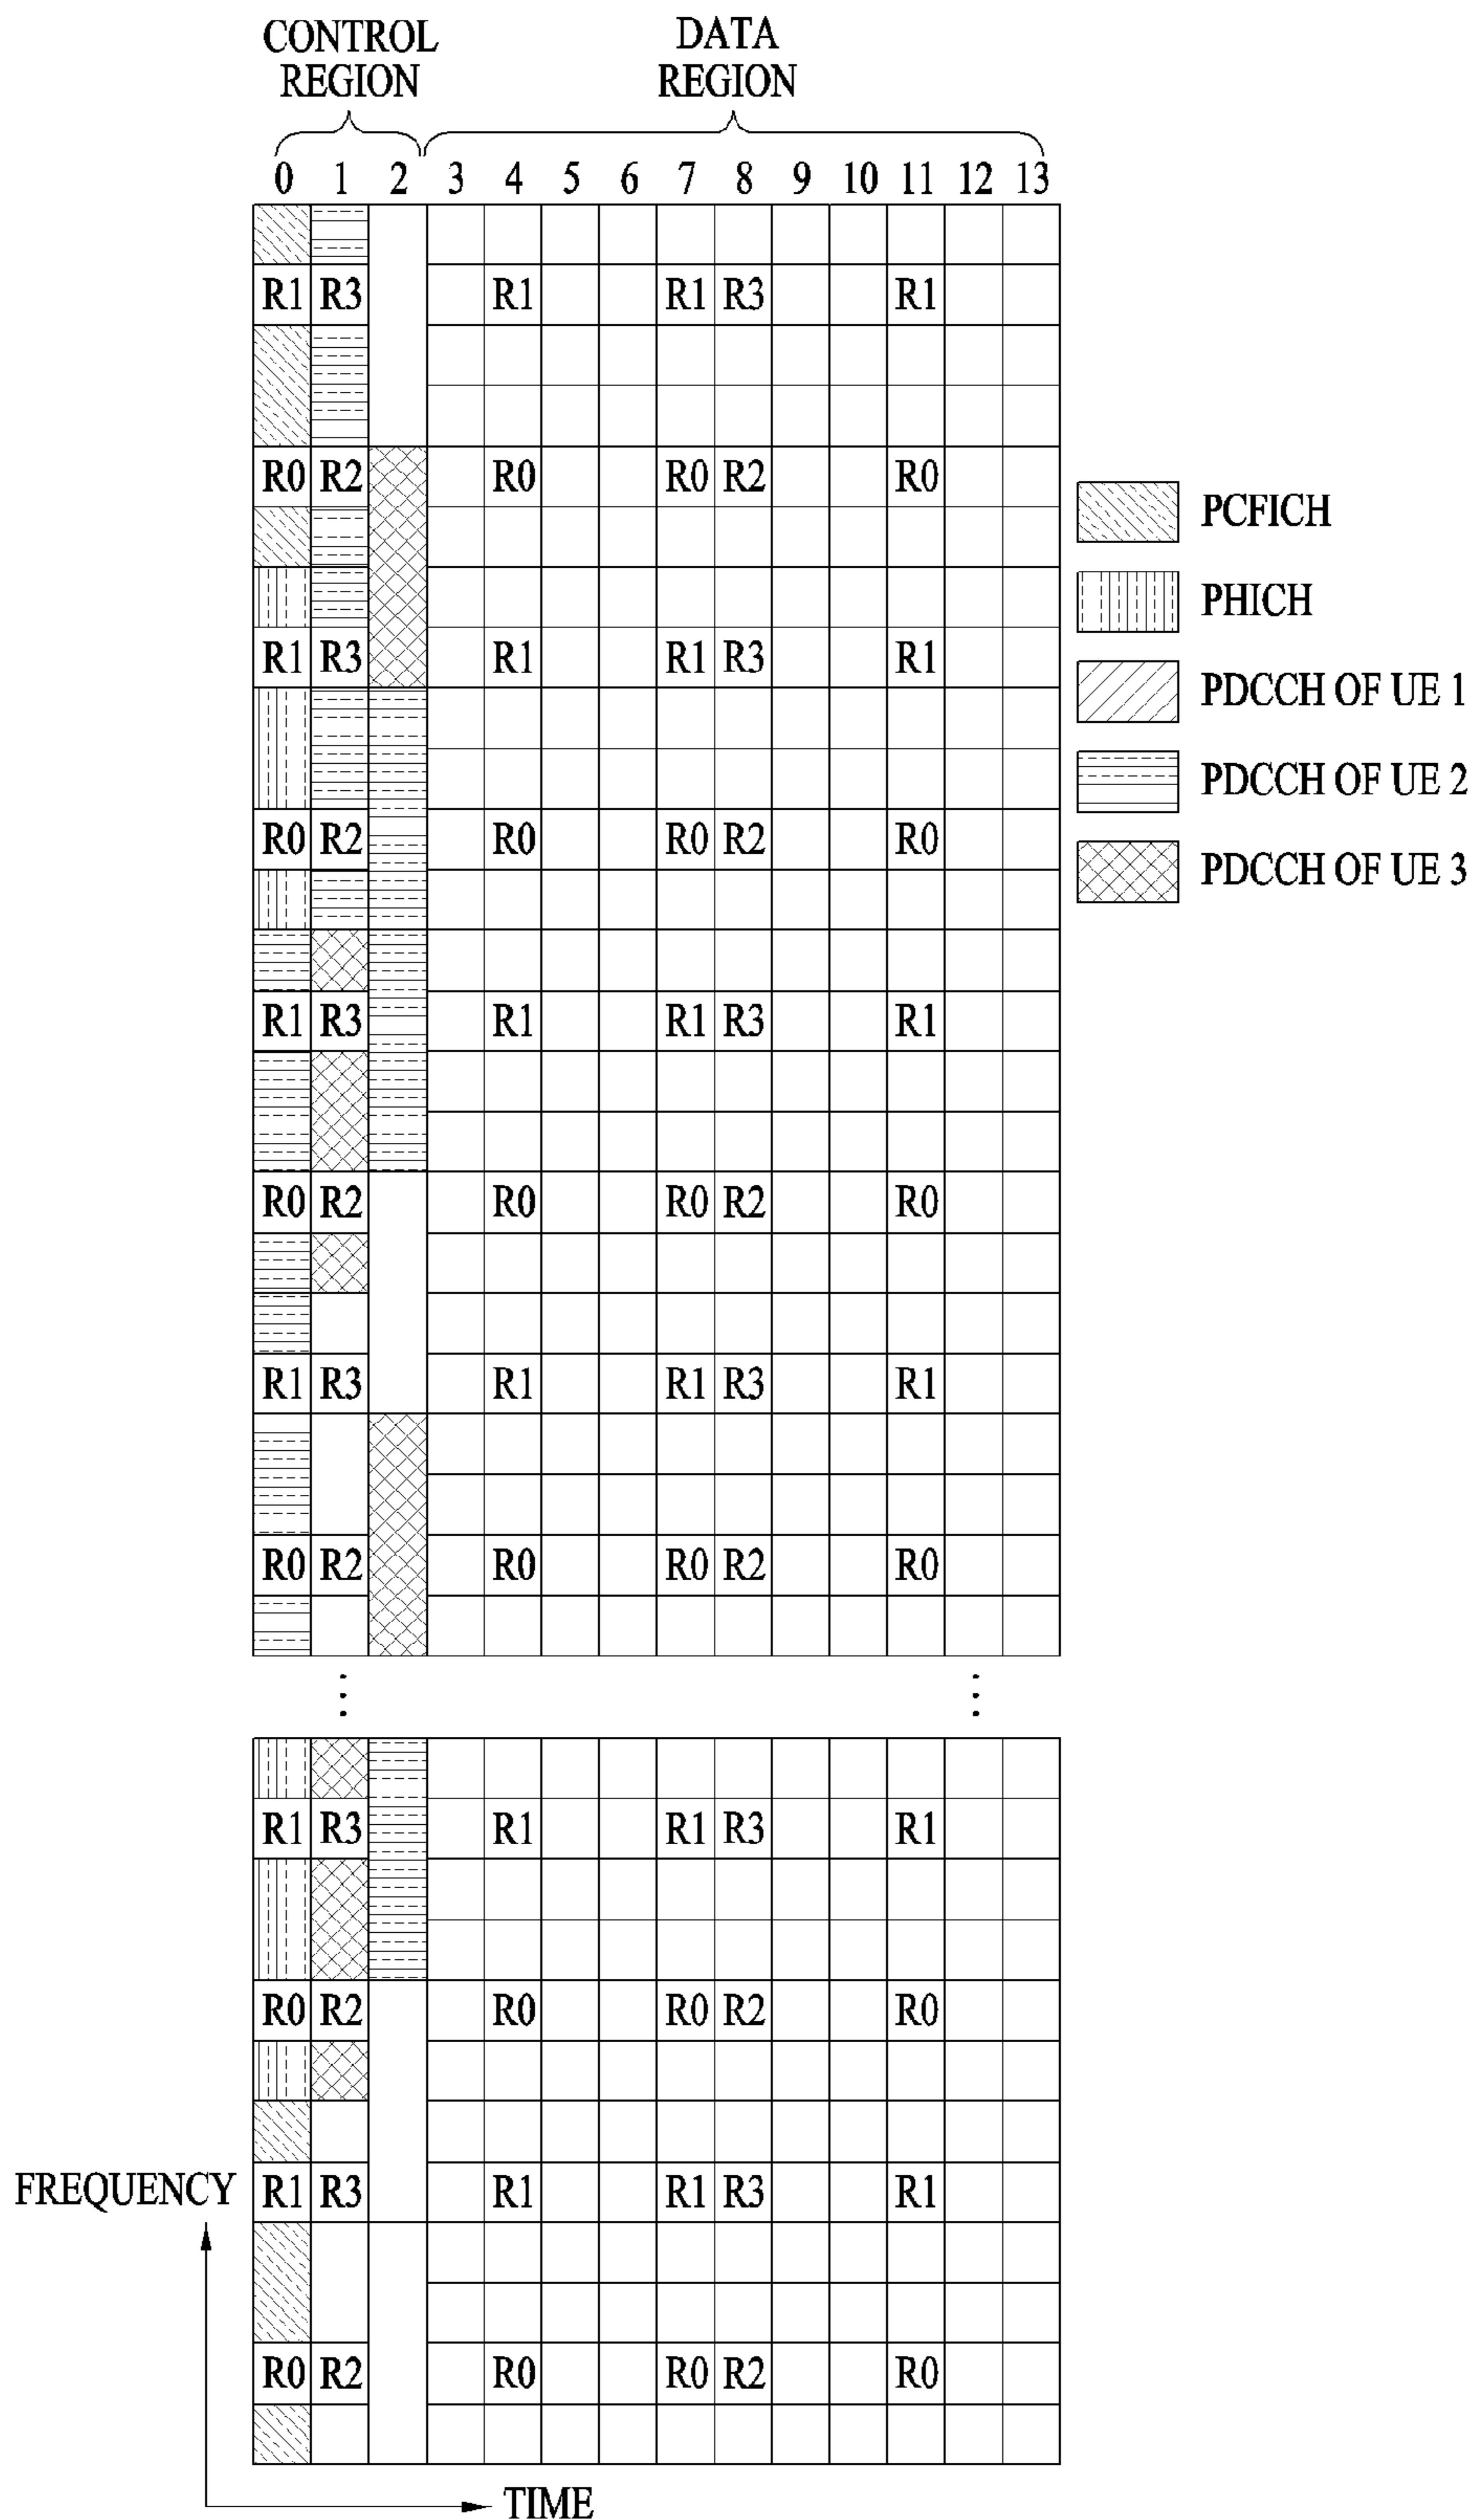 CONTROL
REGION
DATA
REGION
0 1 2 3 4 5 6 7 8 9 10 11 12 13
R1 R3 R1 R1 R3 R1
R0 R2 R0 R0 R2 R0
R1 R3 R1 R1 R3 R1
R0 R2 R0 R0 R2 R0
R1 R3 R1 R1 R3 R1
R0 R2 R0 R0 R2 R0
R1 R3 R1 R1 R3 R1
R0 R2 R0 R0 R2 R0
PCFICH
PHICH
PDCCH OF UE 1
PDCCH OF UE 2
PDCCH OF UE 3
R1 R3 R1 R1 R3 R1
R0 R2 R0 R0 R2 R0
R1 R3 R1 R1 R3 R1
R0 R2 R0 R0 R2 R0
FREQUENCY
TIME